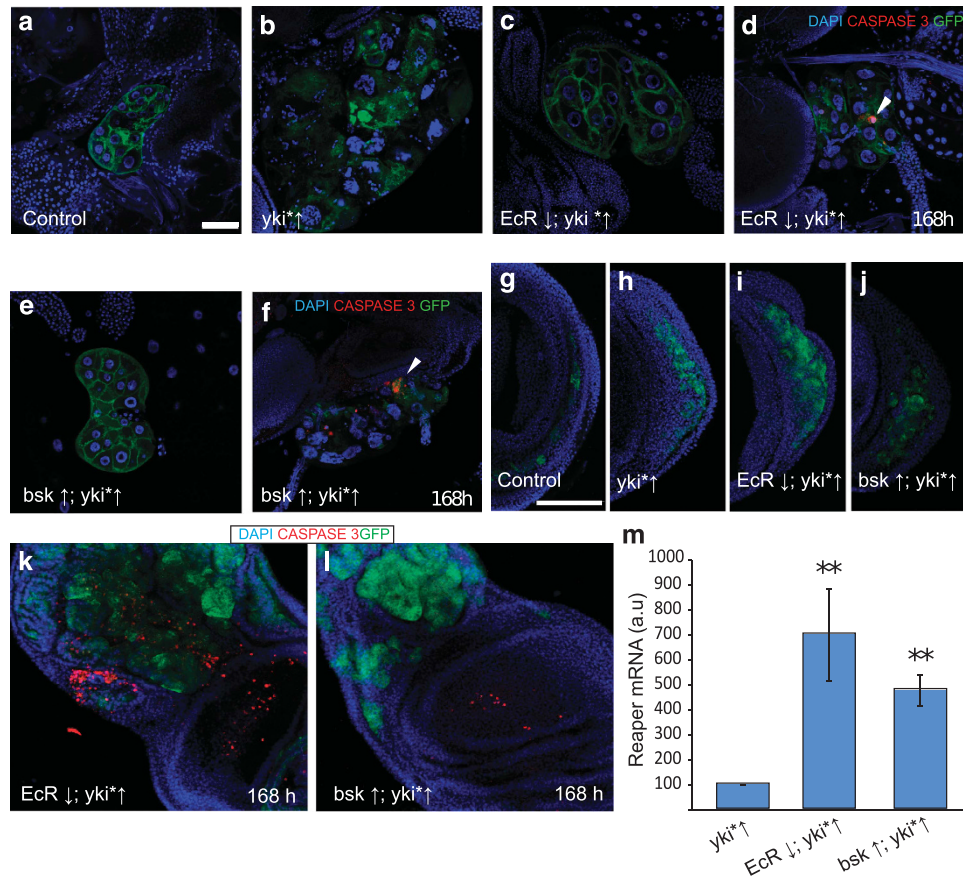 a
Control
b
yki*↑
c
EcR ↓; yki *↑
d
DAPI CASPASE 3 GFP
EcR ↓; yki*↑
168h
e
bsk ↑; yki*↑
f
DAPI CASPASE 3 GFP
bsk ↑; yki*↑
168h
g
Control
h
yki*↑
i
EcR ↓; yki*↑
j
bsk ↑; yki*↑
DAPI CASPASE 3GFP
k
EcR ↓; yki*↑
168 h
l
bsk ↑; yki*↑
168 h
m
Reaper mRNA (a.u)
1000
900
800
700
600
500
400
300
200
100
**
**
yki*↑
EcR ↓; yki*↑
bsk ↑; yki*↑